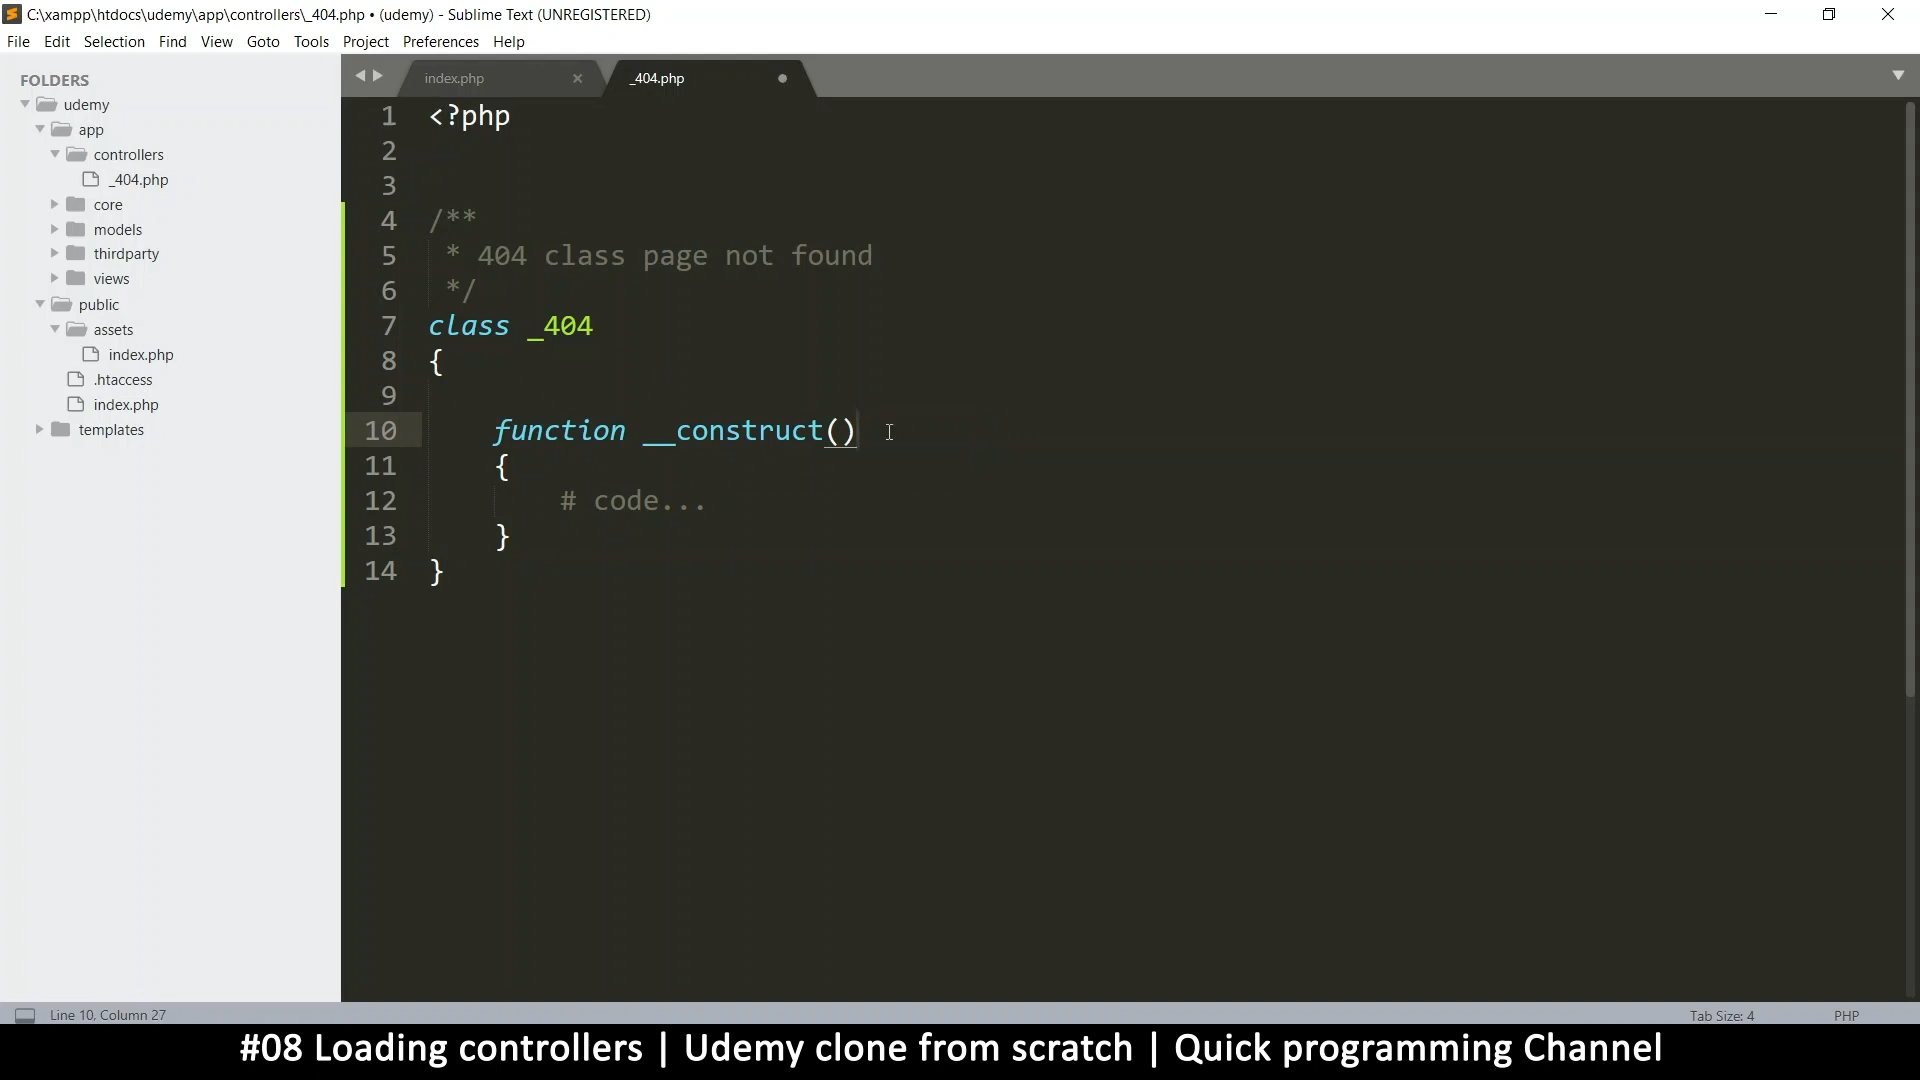 C:\xampp\htdocs\udemy\app\controllers\_404.php • (udemy) - Sublime Text (UNREGISTERED)
File Edit Selection Find View Goto Tools Project Preferences Help
FOLDERS
udemy
app
controllers
_404.php
core
models
thirdparty
views
public
assets
index.php
.htaccess
index.php
templates
index.php
_404.php
1 <?php
2
3
4 /**
5 * 404 class page not found
6 */
7 class _404
8 {
9
10 function __construct()
11 {
12 # code...
13 }
14 }
Line 10, Column 27
Tab Size: 4
PHP
#08 Loading controllers | Udemy clone from scratch | Quick programming Channel